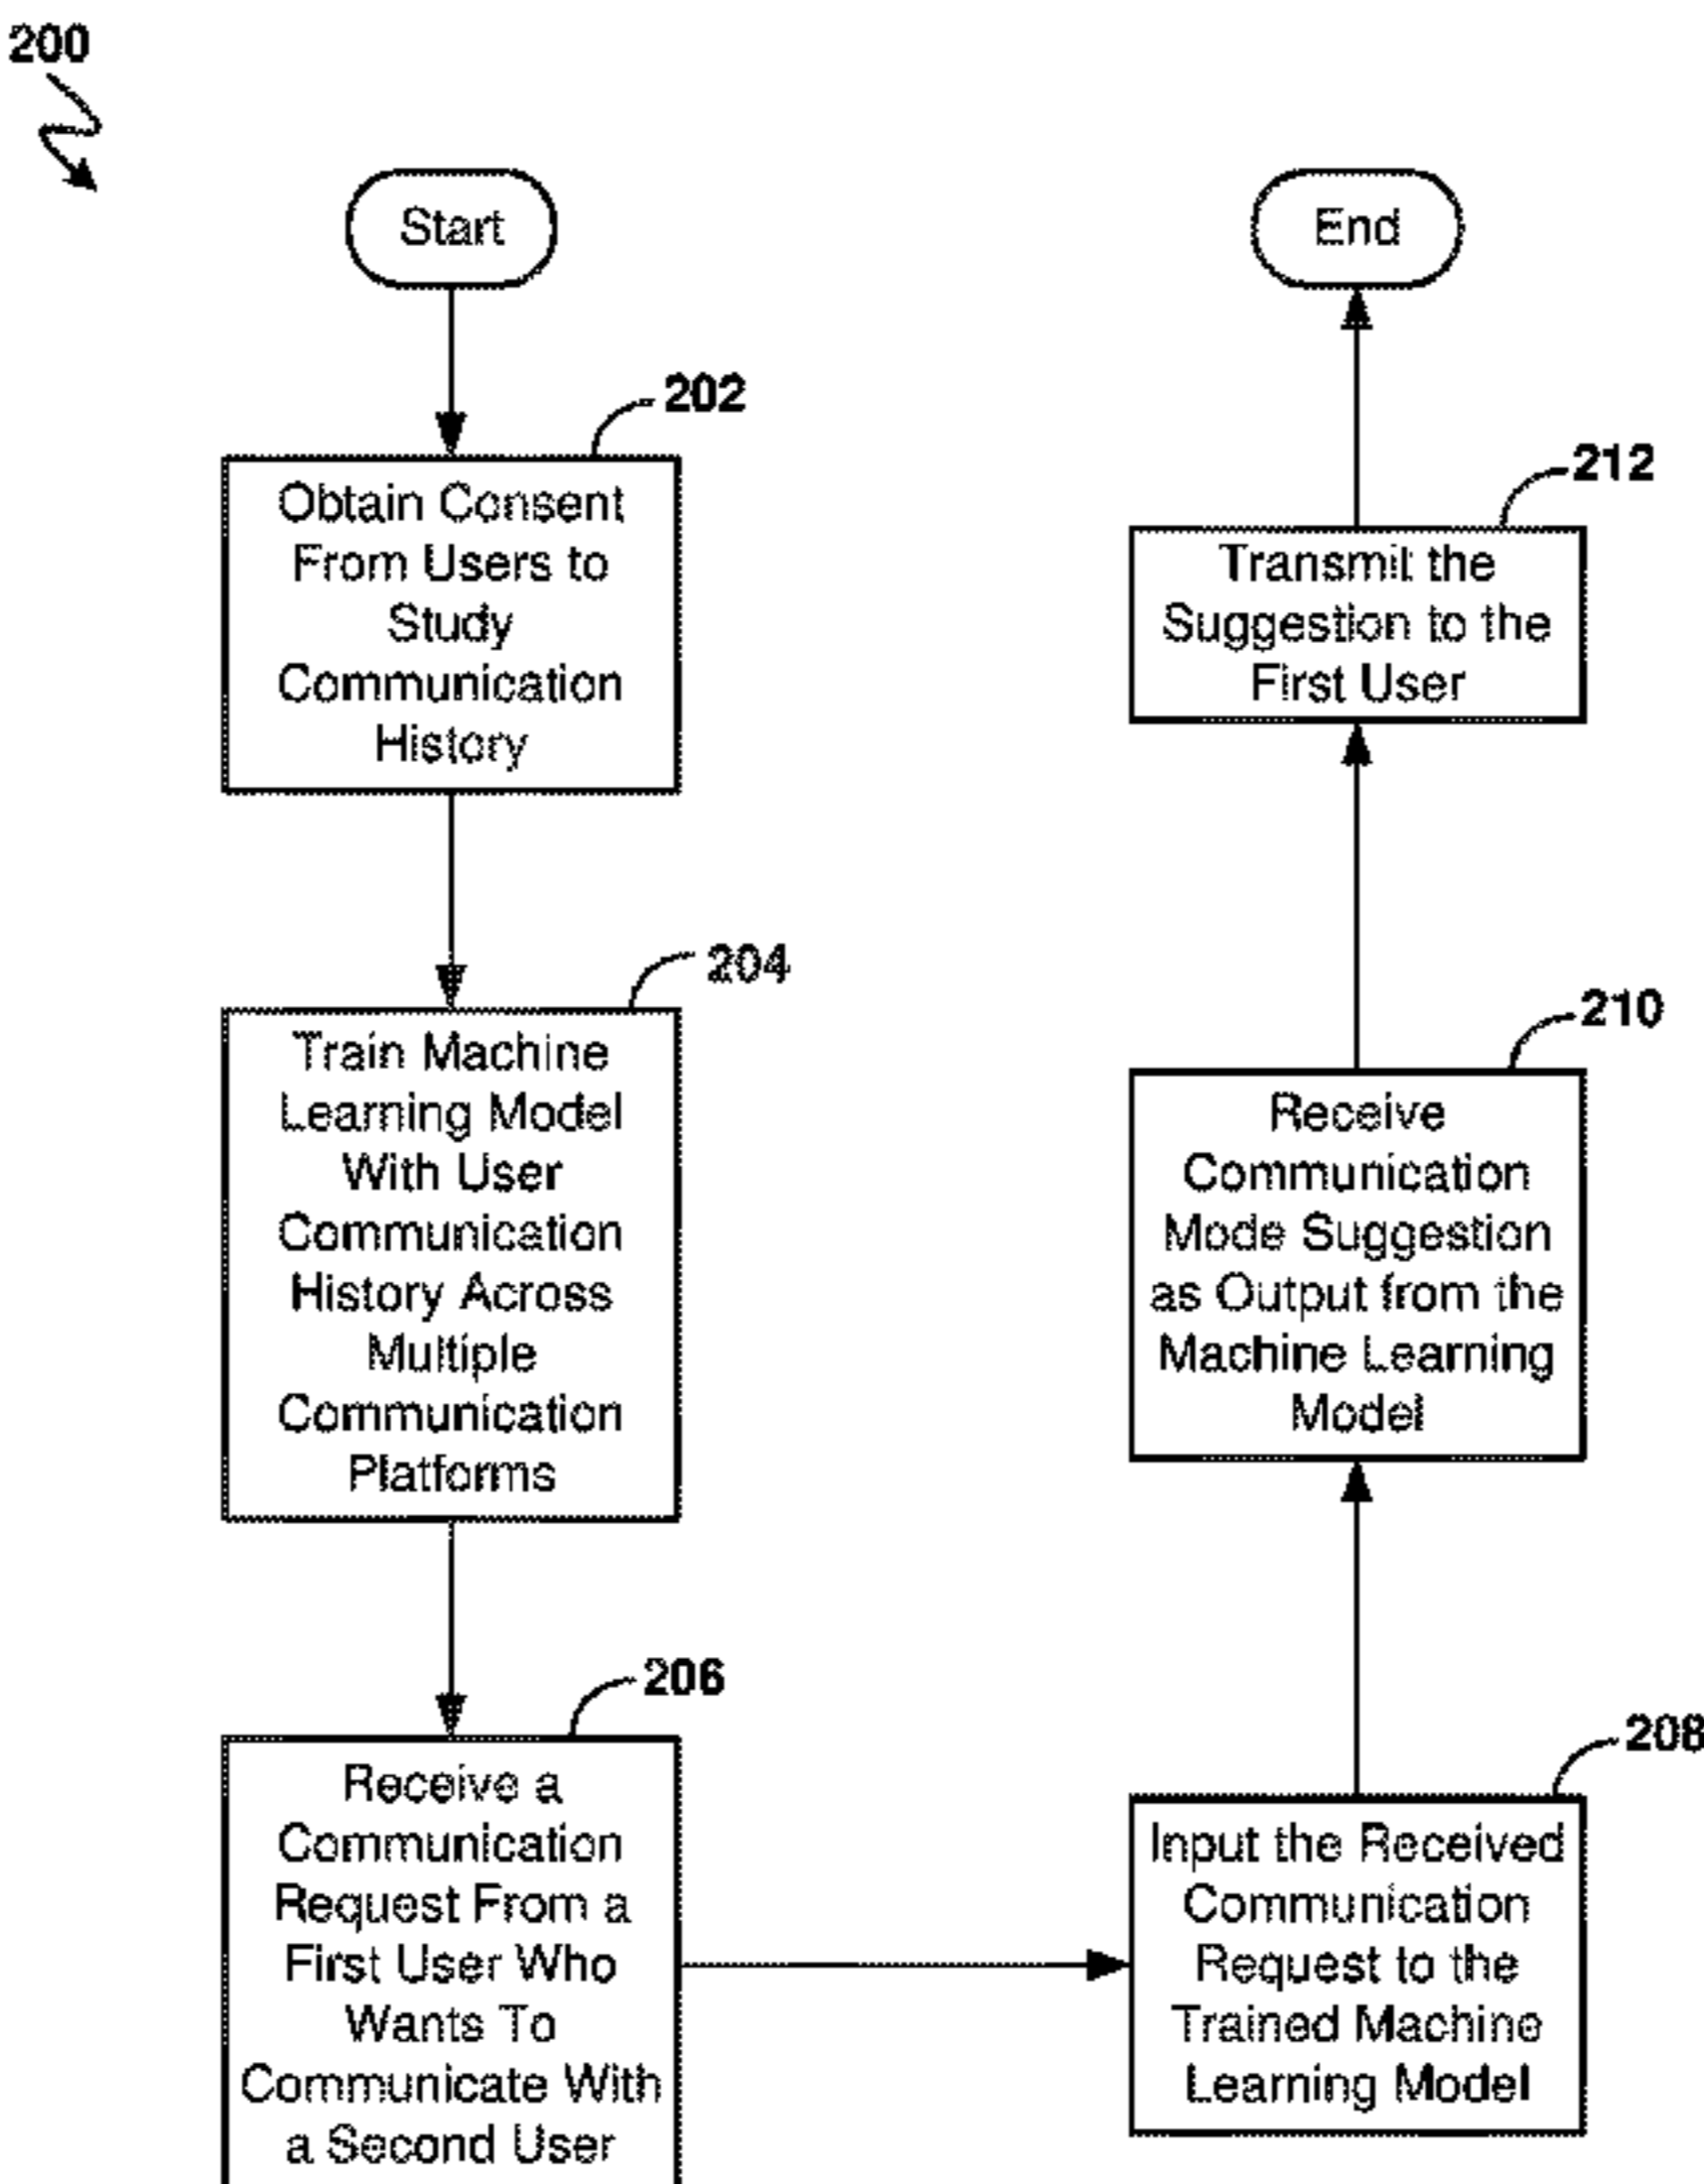 200
Start
202
Obtain Consent
From Users to
Study
Communication
History
204
Train Machine
Learning Model
With User
Communication
History Across
Multiple
Communication
Platforms
206
Receive a
Communication
Request From a
First User Who
Wants To
Communicate With
a Second User
208
Input the Received
Communication
Request to the
Trained Machine
Learning Model
210
Receive
Communication
Mode Suggestion
as Output from the
Machine Learning
Model
212
Transmit the
Suggestion to the
First User
End